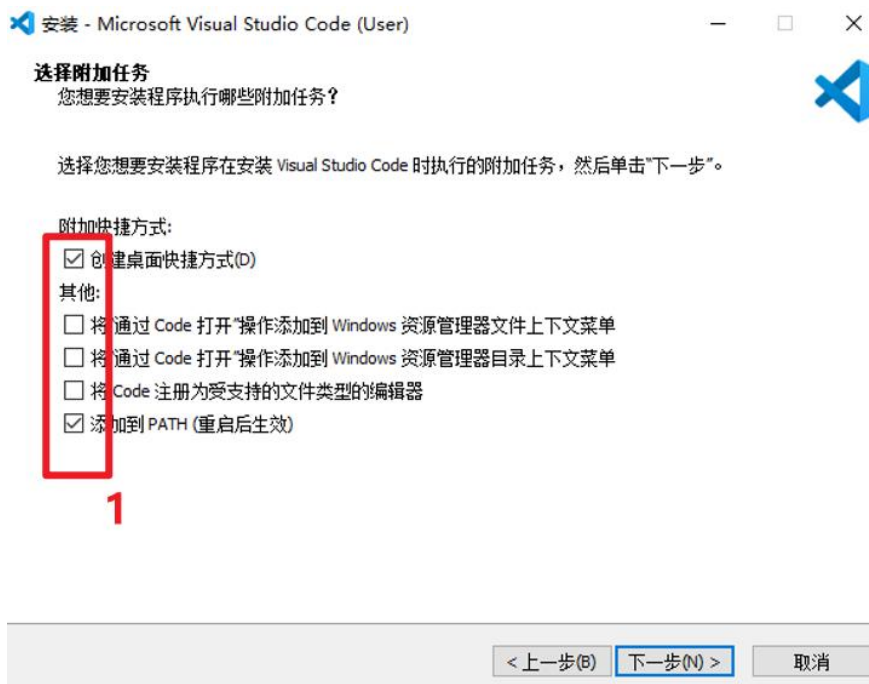 安装 - Microsoft Visual Studio Code (User)
选择附加任务
您想要安装程序执行哪些附加任务？
选择您想要安装程序在安装 Visual Studio Code 时执行的附加任务，然后单击“下一步”。
附加快捷方式:
创建桌面快捷方式(D)
其他:
将“通过 Code 打开”操作添加到 Windows 资源管理器文件上下文菜单
将“通过 Code 打开”操作添加到 Windows 资源管理器目录上下文菜单
将 Code 注册为受支持的文件类型的编辑器
添加到 PATH (重启后生效)
1
< 上一步(B) 下一步(N) > 取消